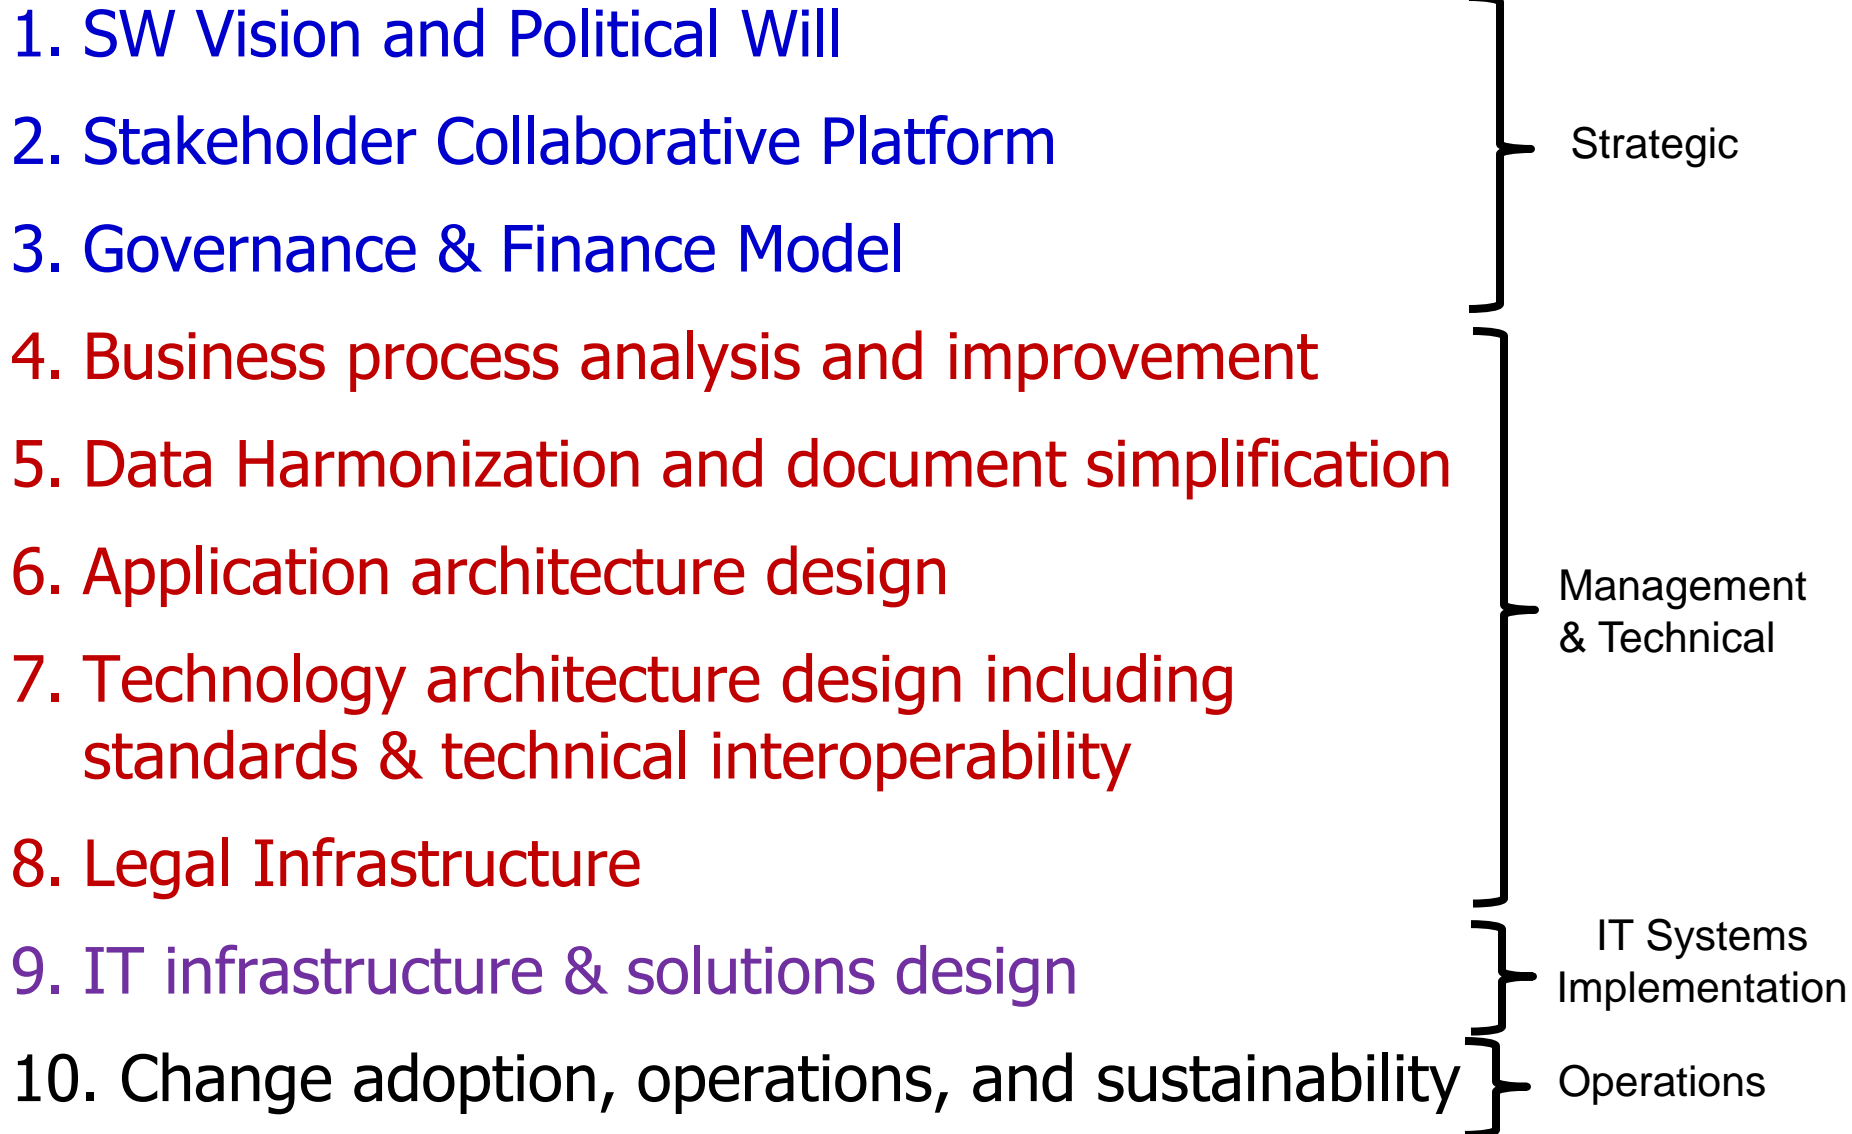 1. SW Vision and Political Will
2. Stakeholder Collaborative Platform
3. Governance & Finance Model
Strategic
4. Business process analysis and improvement
5. Data Harmonization and document simplification
6. Application architecture design
7. Technology architecture design including
standards & technical interoperability
8. Legal Infrastructure
Management
& Technical
9. IT infrastructure & solutions design
IT Systems
Implementation
10. Change adoption, operations, and sustainability
Operations